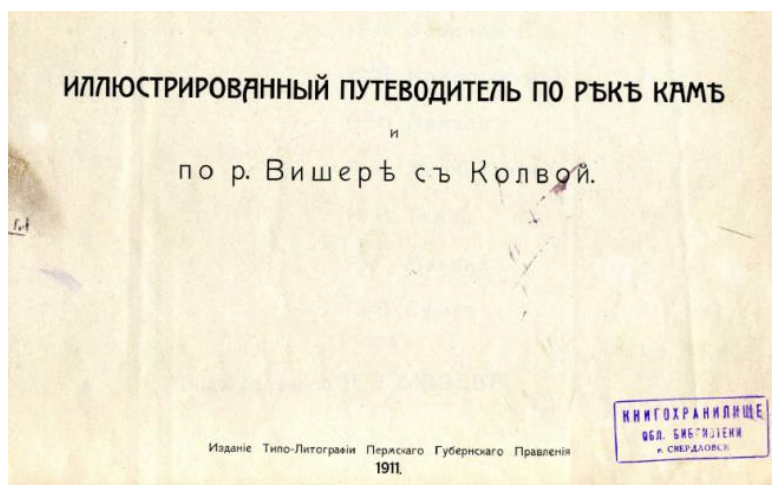 ИЛЛЮСТРИРОВАННЫЙ ПУТЕВОДИТЕЛЬ ПО РѢКѢ КАМѢ
и
по р. Вишерѣ съ Колвой.
Изданіе Типо-Литографіи Пермскаго Губернскаго Правленія
1911.
КНИГОХРАНИЛИЩЕ
ОБЛ. БИБЛИОТЕКИ
г. СВЕРДЛОВСК